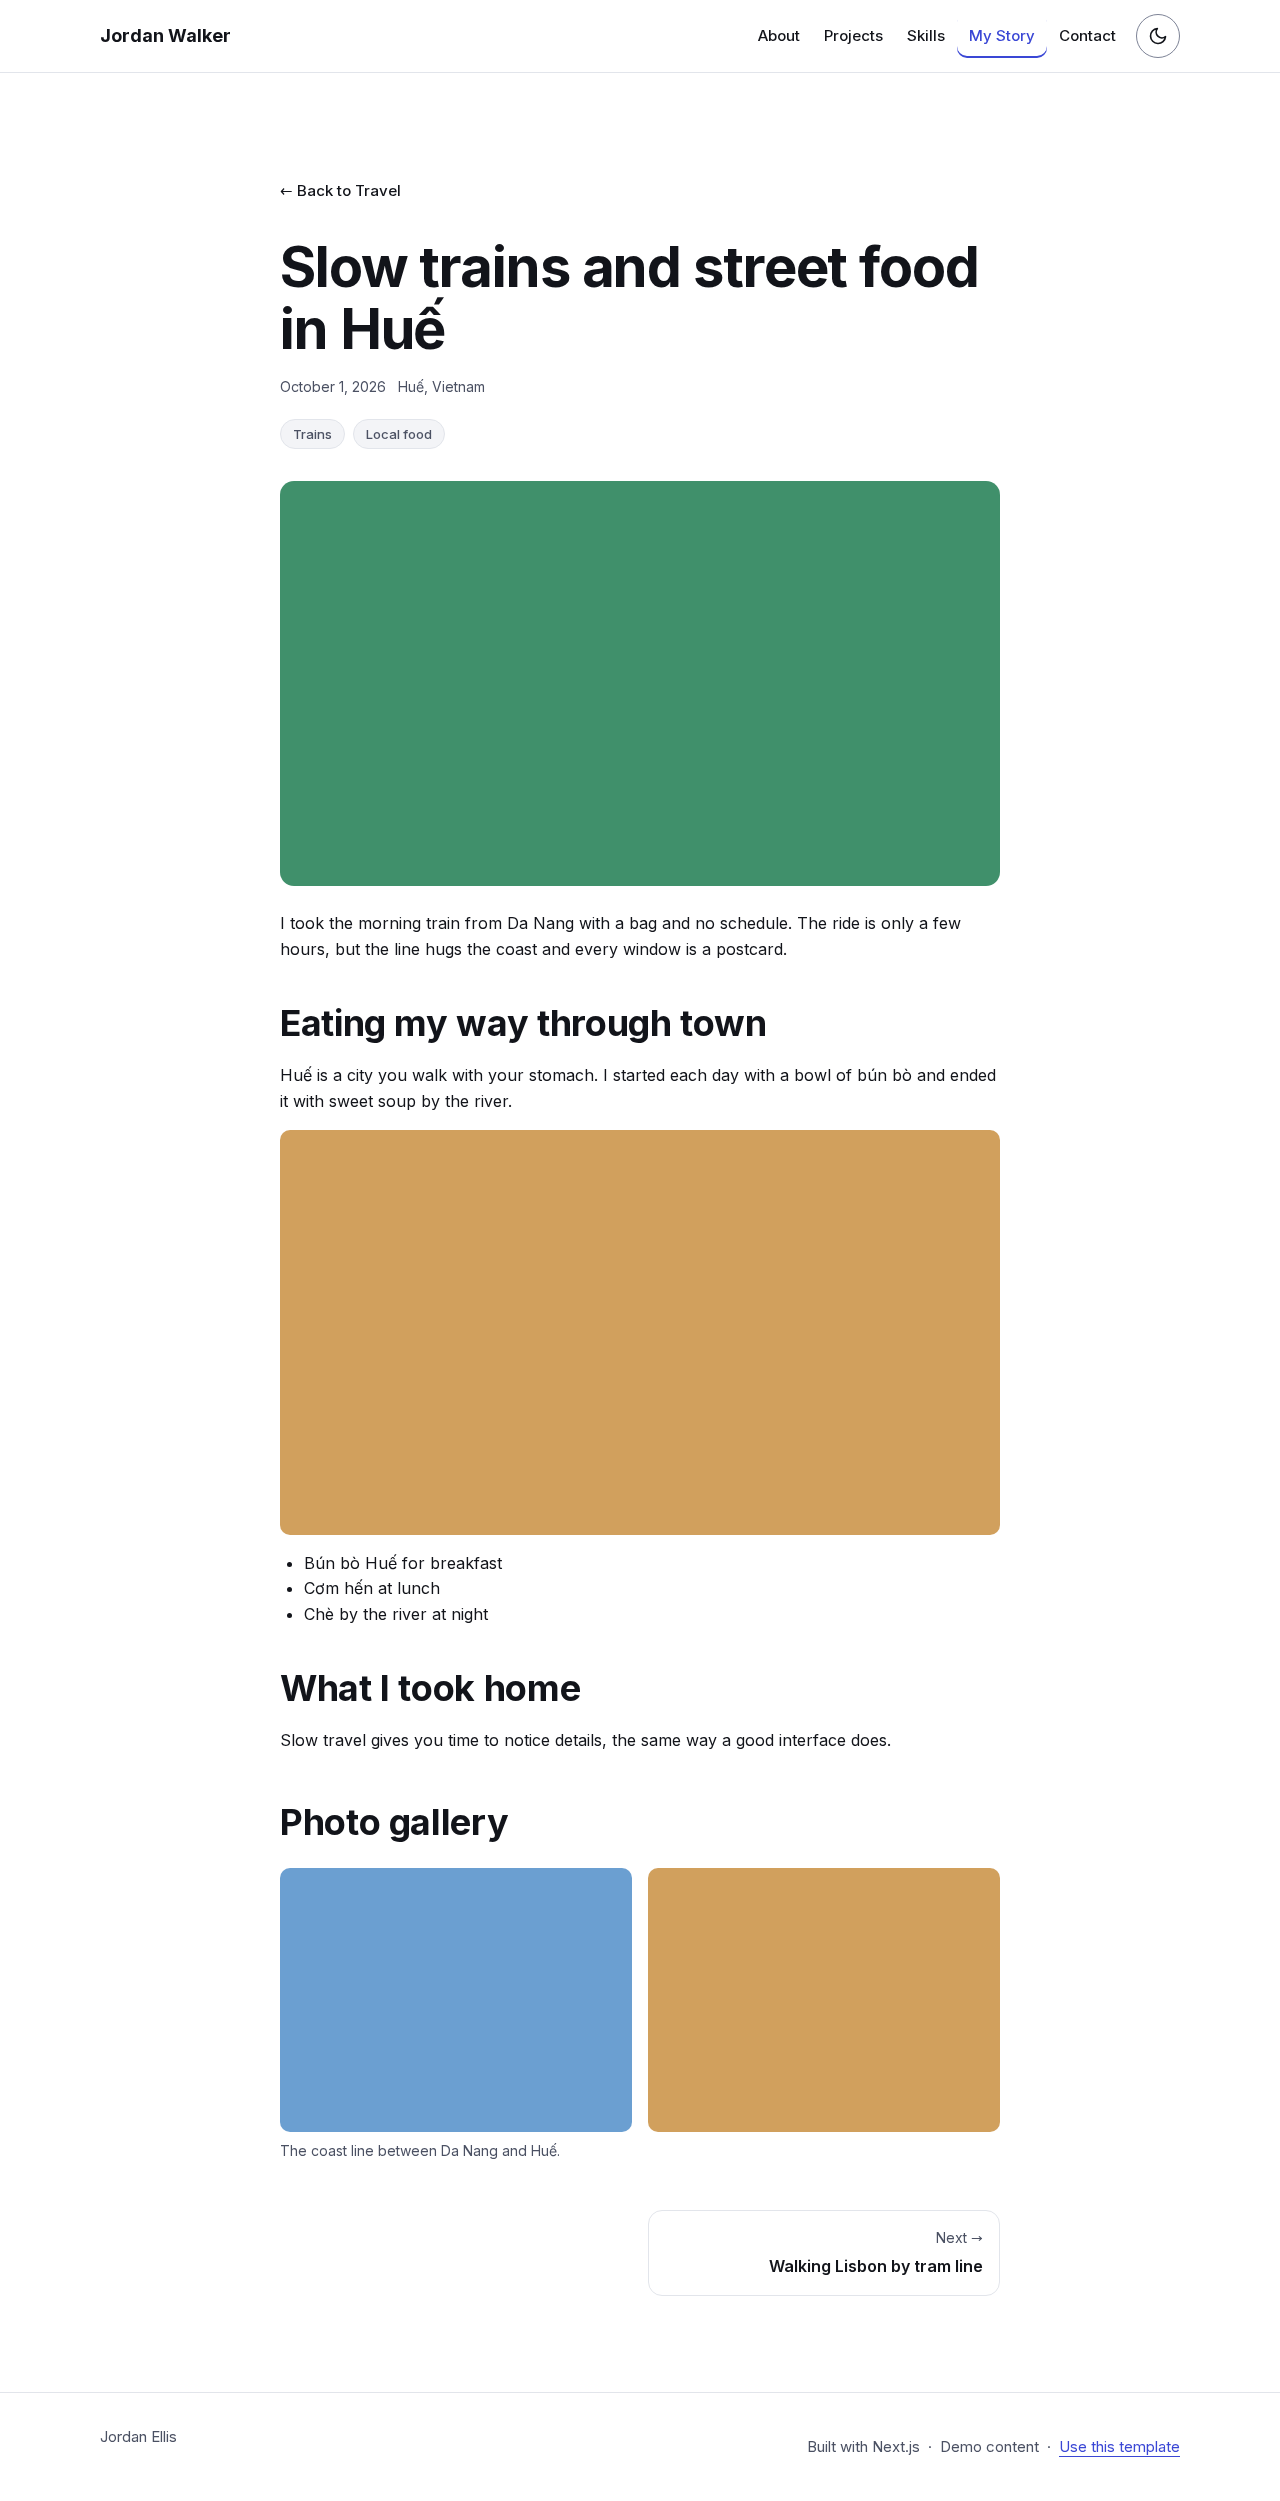 Jordan Walker
About Projects Skills My Story Contact
← Back to Travel
Slow trains and street food
in Huế
October 1, 2026 Huế, Vietnam
Trains Local food
I took the morning train from Da Nang with a bag and no schedule. The ride is only a few
hours, but the line hugs the coast and every window is a postcard.
Eating my way through town
Huế is a city you walk with your stomach. I started each day with a bowl of bún bò and ended
it with sweet soup by the river.
• Bún bò Huế for breakfast
• Cơm hến at lunch
• Chè by the river at night
What I took home
Slow travel gives you time to notice details, the same way a good interface does.
Photo gallery
The coast line between Da Nang and Huế.
Next →
Walking Lisbon by tram line
Jordan Ellis
Built with Next.js · Demo content · Use this template